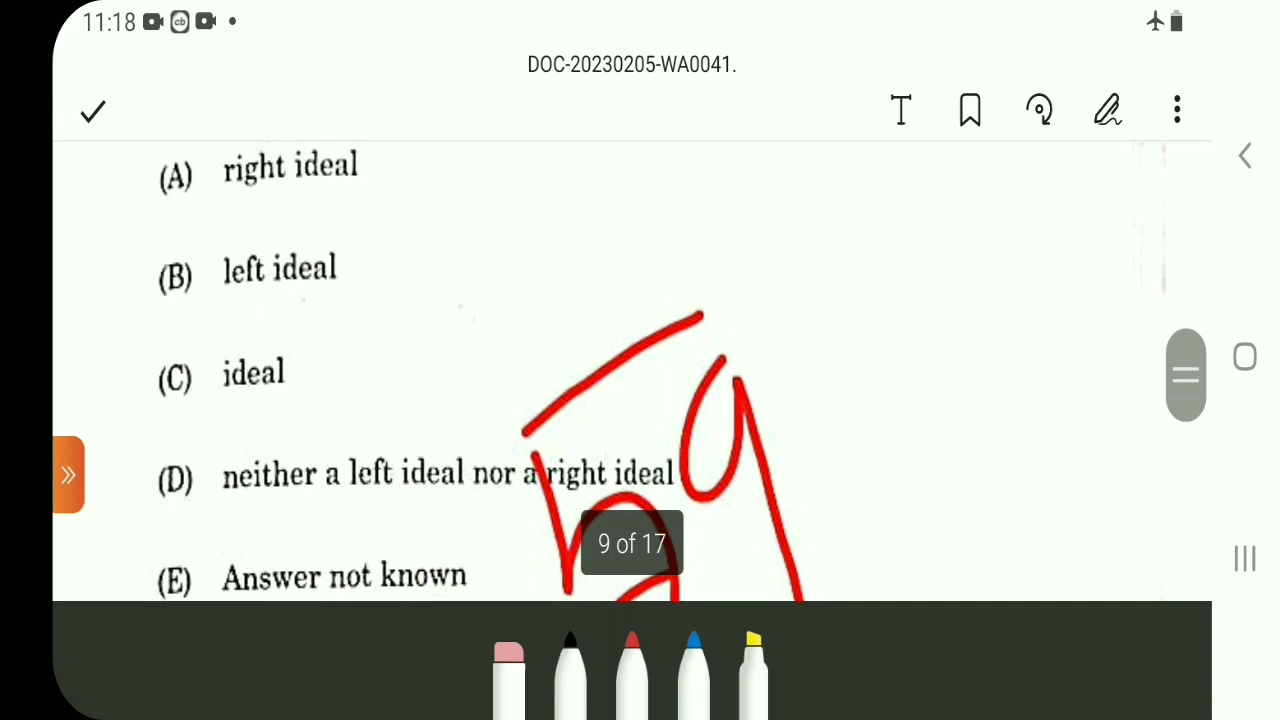 11:18
DOC-20230205-WA0041.
(A) right ideal
(B) left ideal
(C) ideal
(D) neither a left ideal nor a right ideal
9 of 17
(E) Answer not known